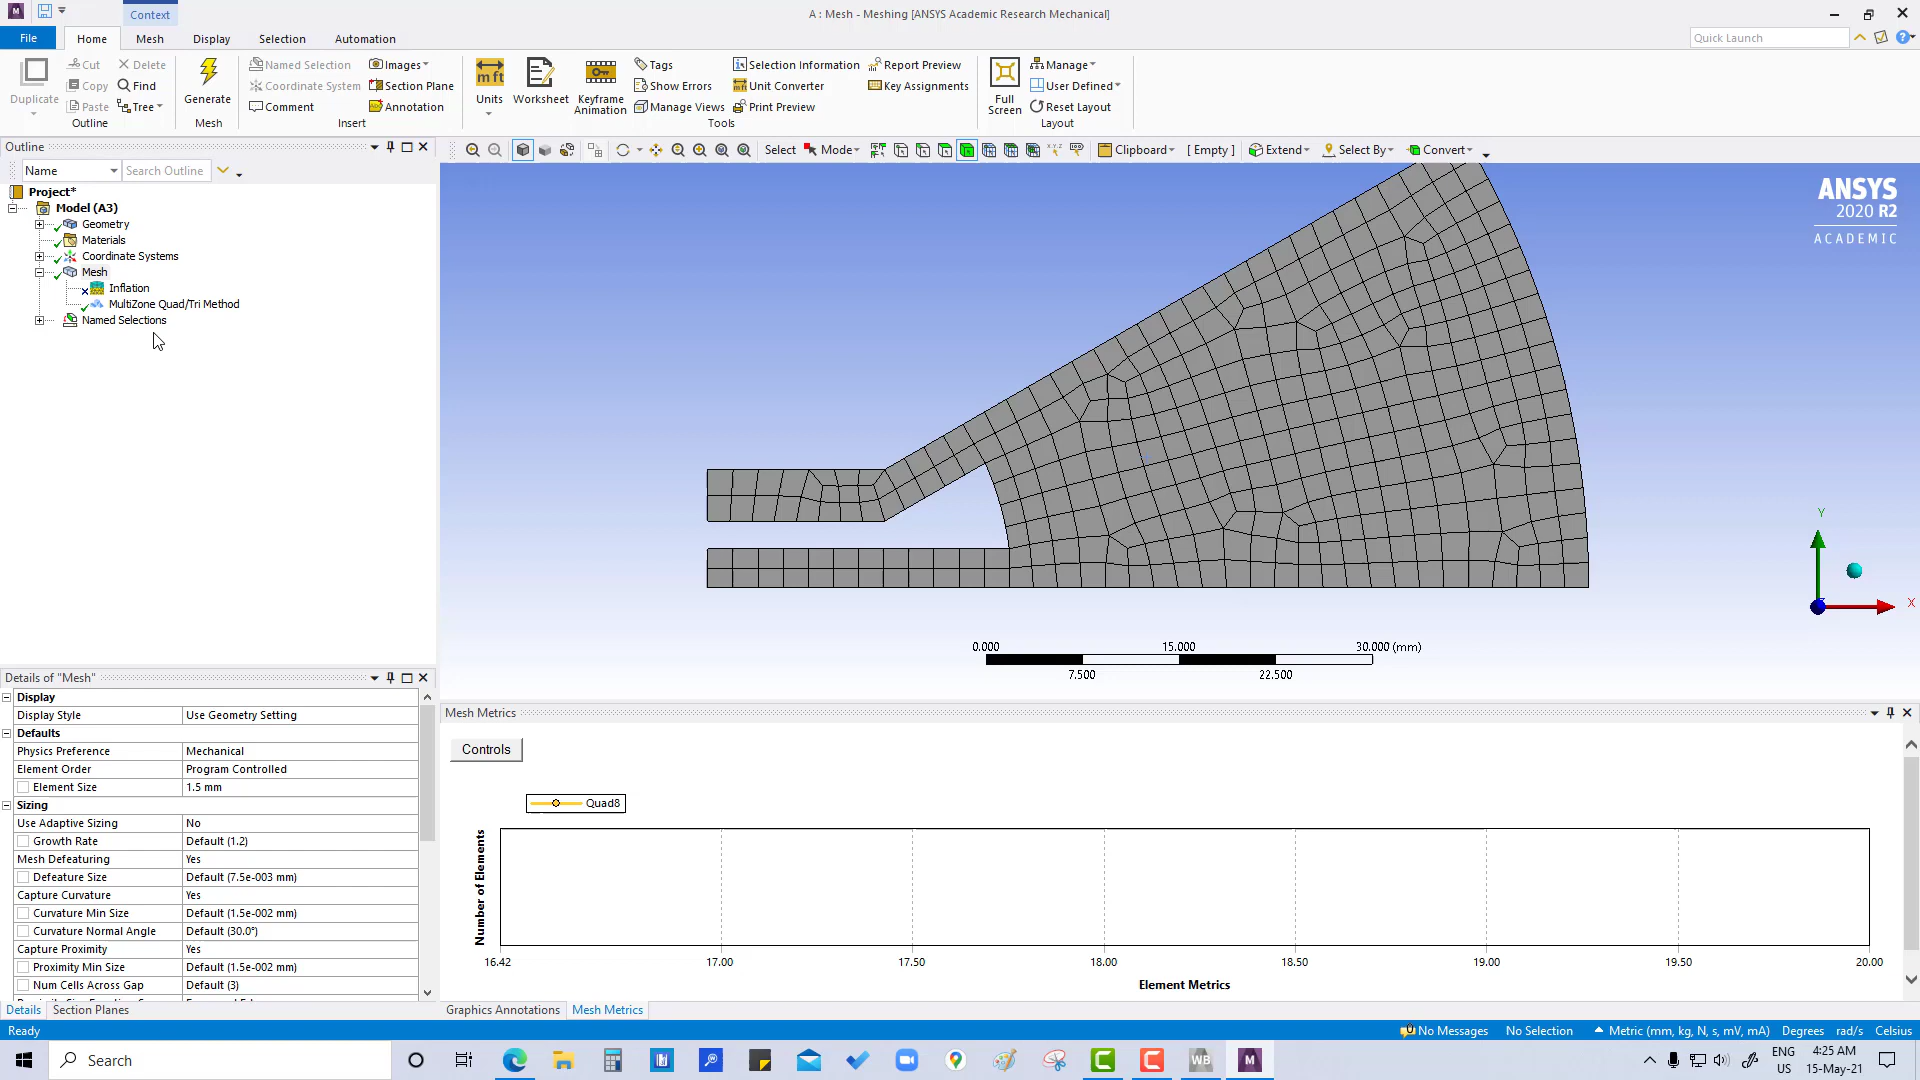 Context
A : Mesh - Meshing [ANSYS Academic Research Mechanical]
File
Home
Mesh
Display
Selection
Automation
Quick Launch
Duplicate
Cut
Copy
Paste
Delete
Find
Tree
Outline
Generate
Mesh
Named Selection
Coordinate System
Comment
Images
Section Plane
Annotation
Insert
Units
Worksheet
Keyframe
Animation
Tags
Show Errors
Manage Views
Selection Information
Unit Converter
Print Preview
Report Preview
Key Assignments
Tools
Full
Screen
Manage
User Defined
Reset Layout
Layout
Outline
Name
Search Outline
Select
Mode
Clipboard
[ Empty ]
Extend
Select By
Convert
Project*
Model (A3)
Geometry
Materials
Coordinate Systems
Mesh
Inflation
MultiZone Quad/Tri Method
Named Selections
ANSYS
2020 R2
ACADEMIC
Y
X
0.000
15.000
30.000 (mm)
7.500
22.500
Details of "Mesh"
Display
Display Style Use Geometry Setting
Defaults
Physics Preference Mechanical
Element Order Program Controlled
Element Size 1.5 mm
Sizing
Use Adaptive Sizing No
Growth Rate Default (1.2)
Mesh Defeaturing Yes
Defeature Size Default (7.5e-003 mm)
Capture Curvature Yes
Curvature Min Size Default (1.5e-002 mm)
Curvature Normal Angle Default (30.0°)
Capture Proximity Yes
Proximity Min Size Default (1.5e-002 mm)
Num Cells Across Gap Default (3)
Details
Section Planes
Mesh Metrics
Controls
Quad8
Number of Elements
16.42 17.00 17.50 18.00 18.50 19.00 19.50 20.00
Element Metrics
Graphics Annotations
Mesh Metrics
Ready
No Messages
No Selection
Metric (mm, kg, N, s, mV, mA)
Degrees
rad/s
Celsius
Search
WB
M
ENG
US
4:25 AM
15-May-21